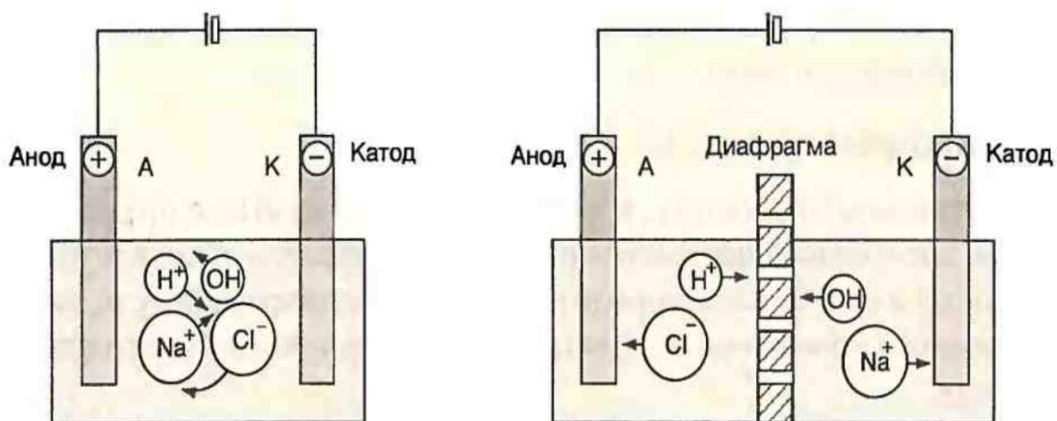 Анод + А К − Катод
H⁺ OH
Na⁺ Cl⁻
Анод + А Диафрагма К − Катод
H⁺ OH
Cl⁻ Na⁺